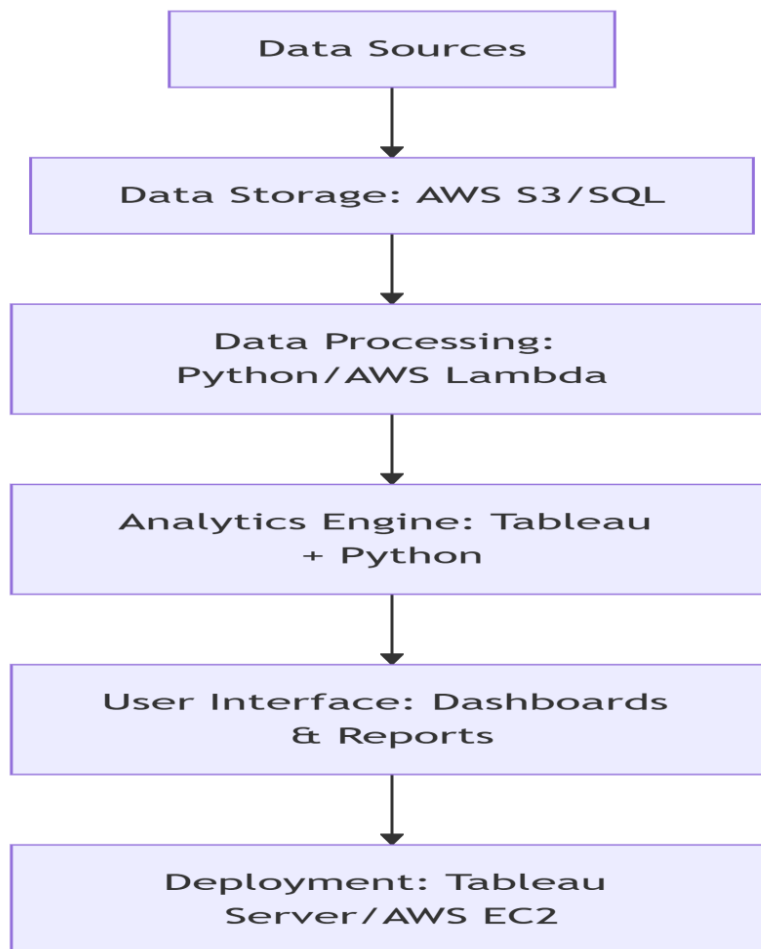 Data Sources
Data Storage: AWS S3/SQL
Data Processing:
Python/AWS Lambda
Analytics Engine: Tableau
+ Python
User Interface: Dashboards
& Reports
Deployment: Tableau
Server/AWS EC2